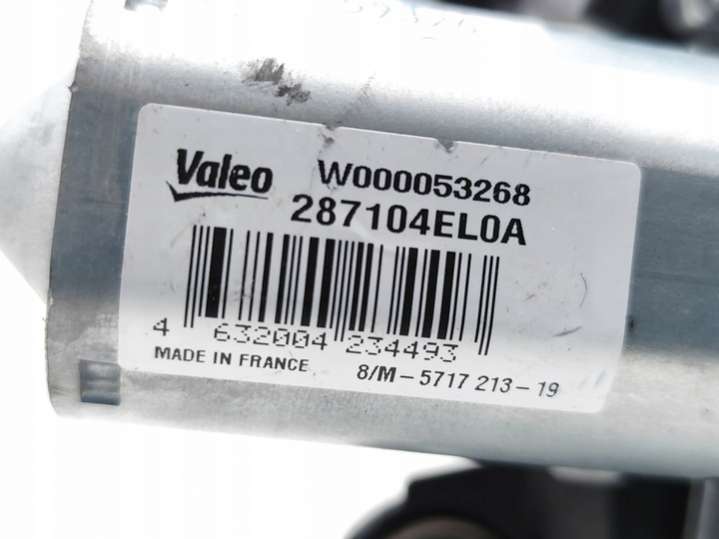 Valeo W000053268
287104EL0A
4 632004 234493
MADE IN FRANCE 8/M-5717 213-19